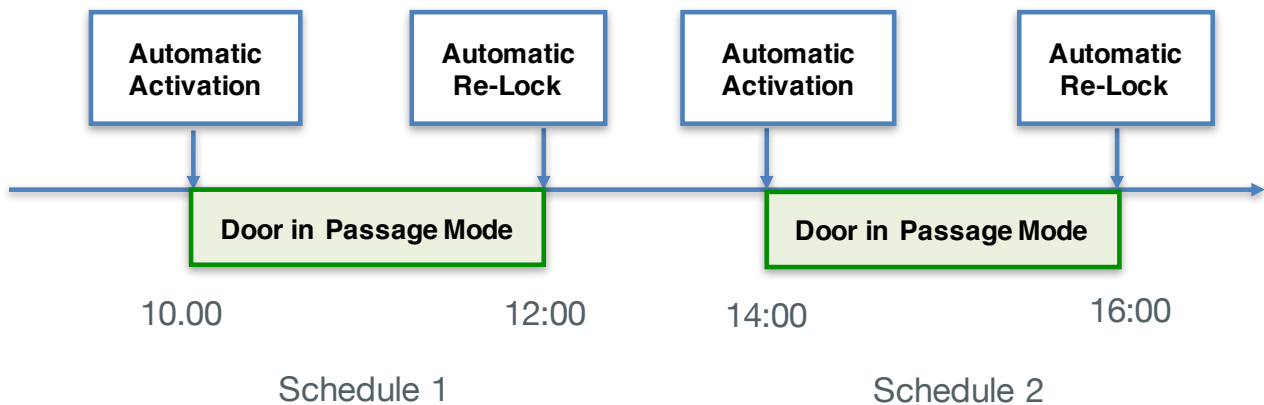 Automatic
Activation
Automatic
Re-Lock
Automatic
Activation
Automatic
Re-Lock
Door in Passage Mode
Door in Passage Mode
10.00
12:00
14:00
16:00
Schedule 1
Schedule 2